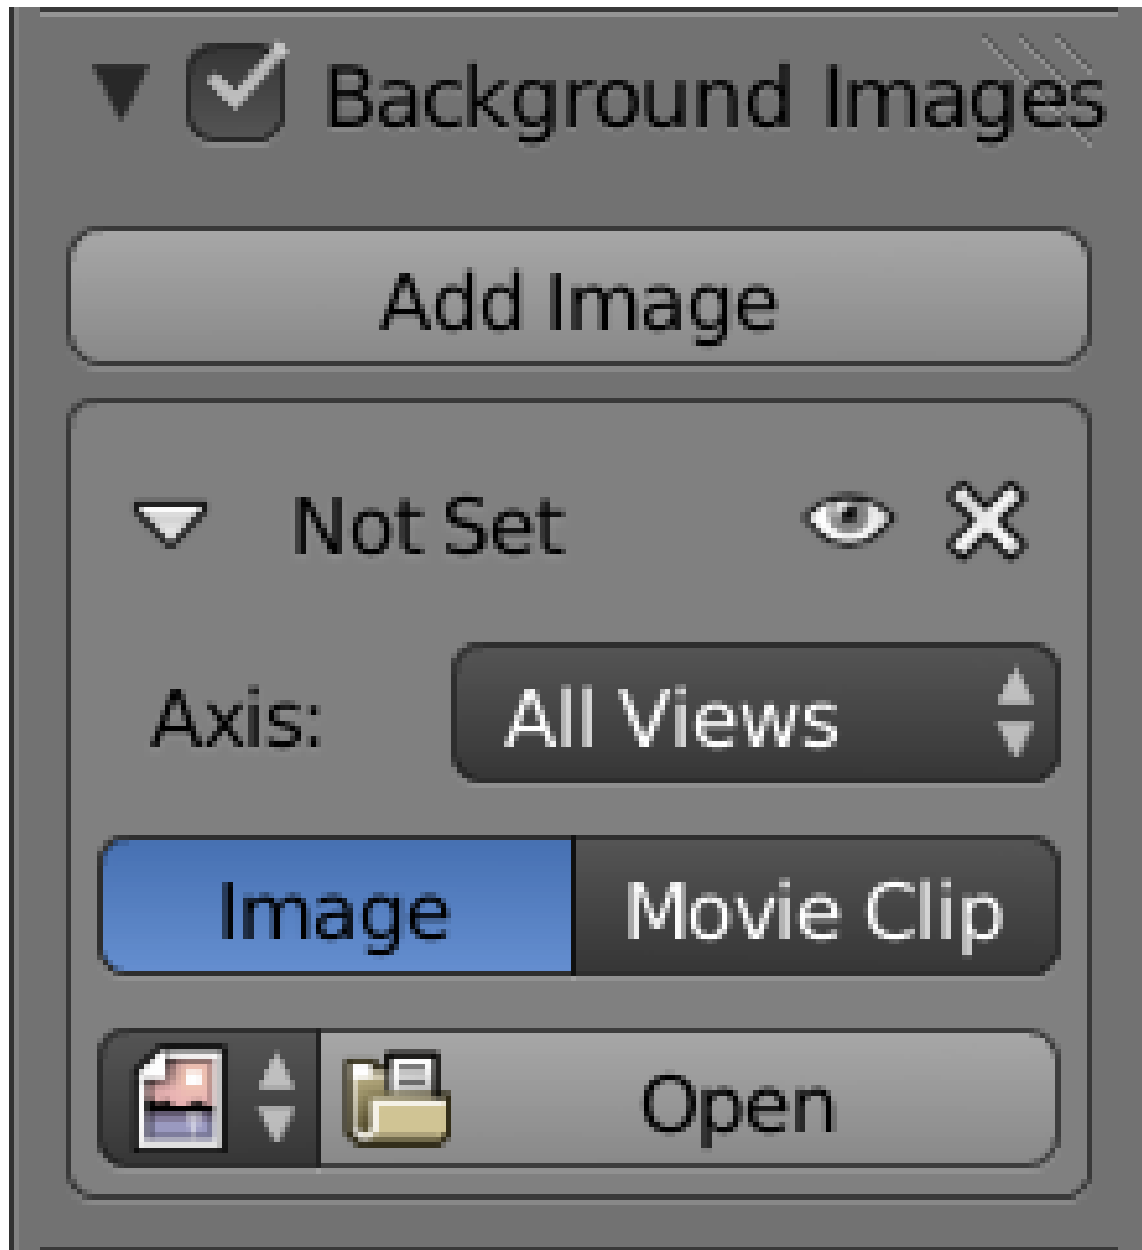 Background Images
Add Image
Not Set
Axis: All Views
Image Movie Clip
Open